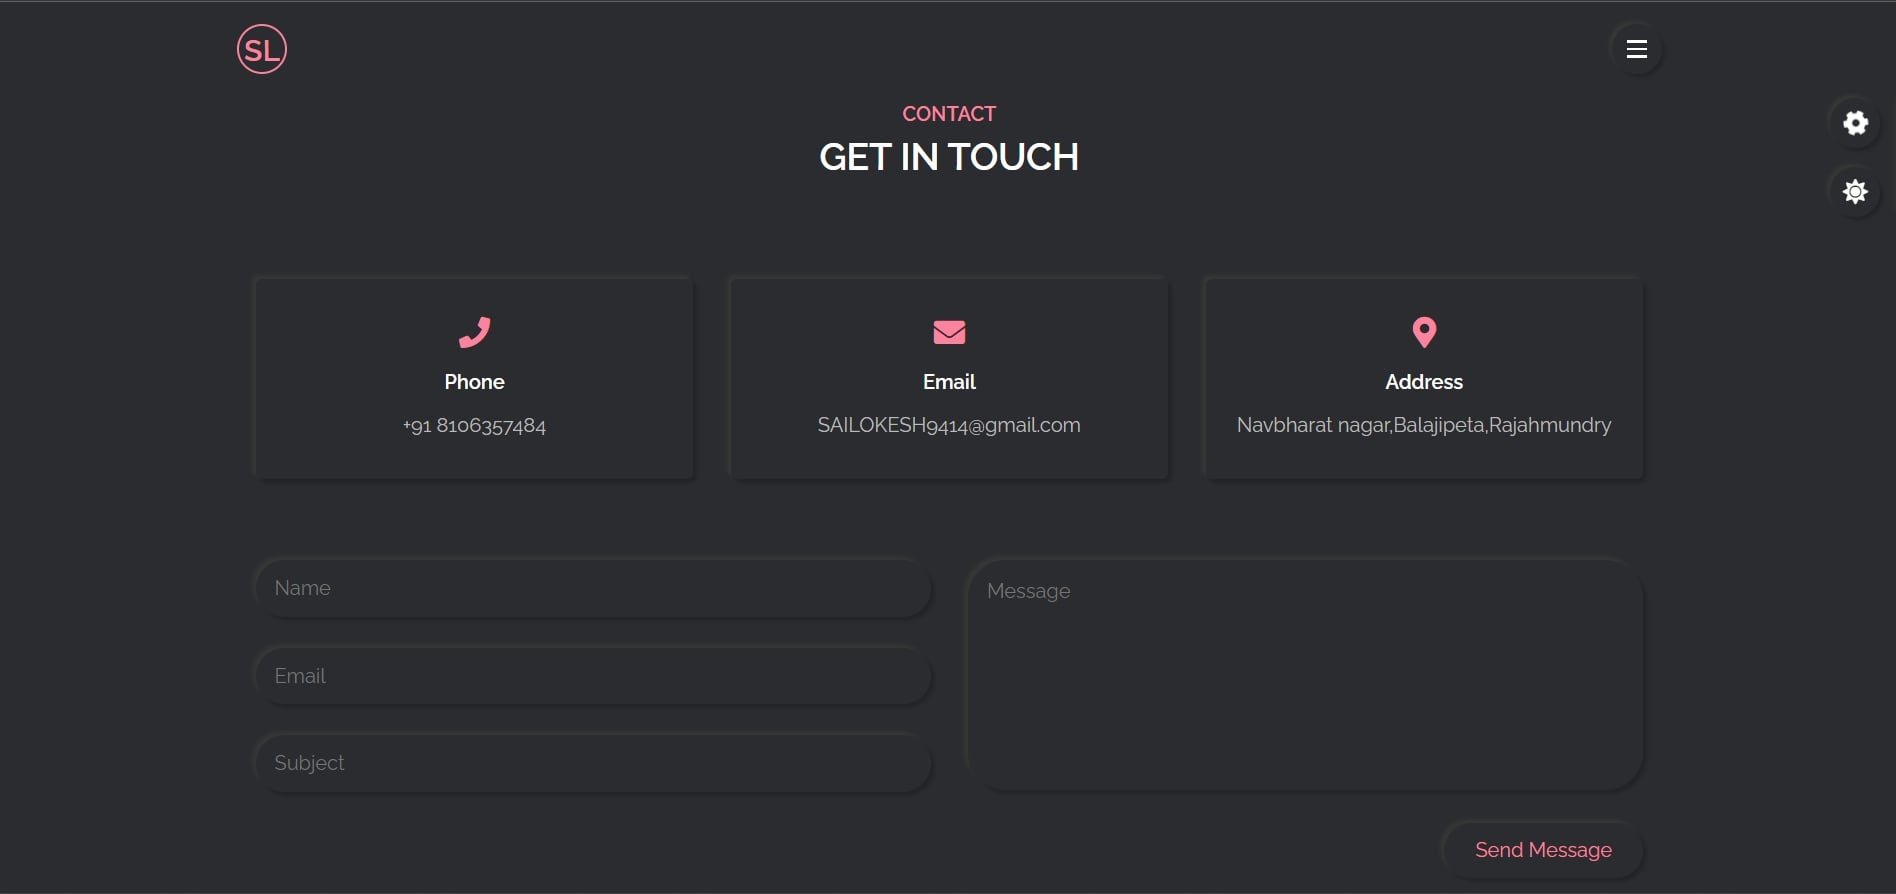 SL
CONTACT
GET IN TOUCH
Phone
+91 8106357484
Email
SAILOKESH9414@gmail.com
Address
Navbharat nagar,Balajipeta,Rajahmundry
Name
Email
Subject
Message
Send Message